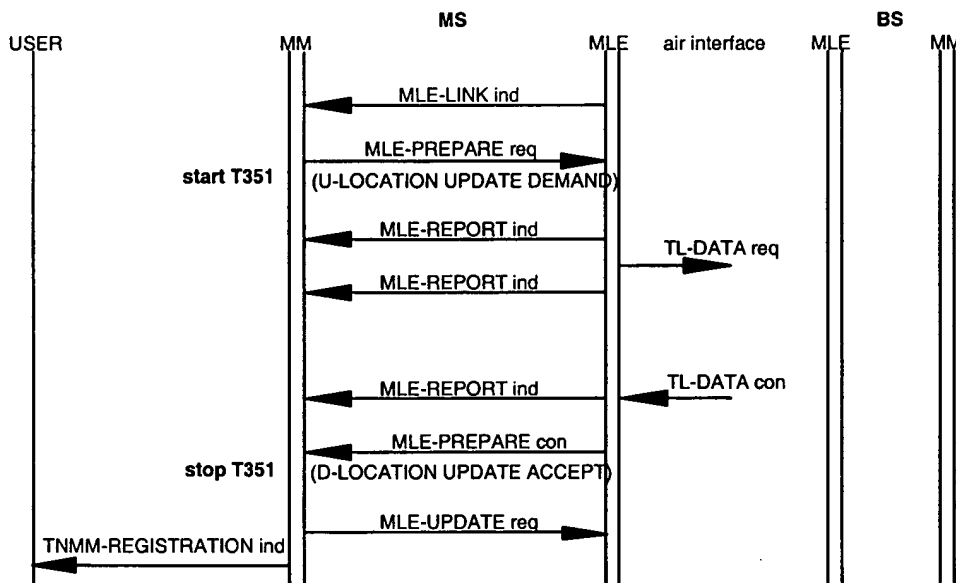 MS
BS
USER
MM
MLE
air interface
MLE
MM
MLE-LINK ind
MLE-PREPARE req
start T351
(U-LOCATION UPDATE DEMAND)
MLE-REPORT ind
TL-DATA req
MLE-REPORT ind
MLE-REPORT ind
TL-DATA con
MLE-PREPARE con
stop T351
(D-LOCATION UPDATE ACCEPT)
MLE-UPDATE req
TNMM-REGISTRATION ind